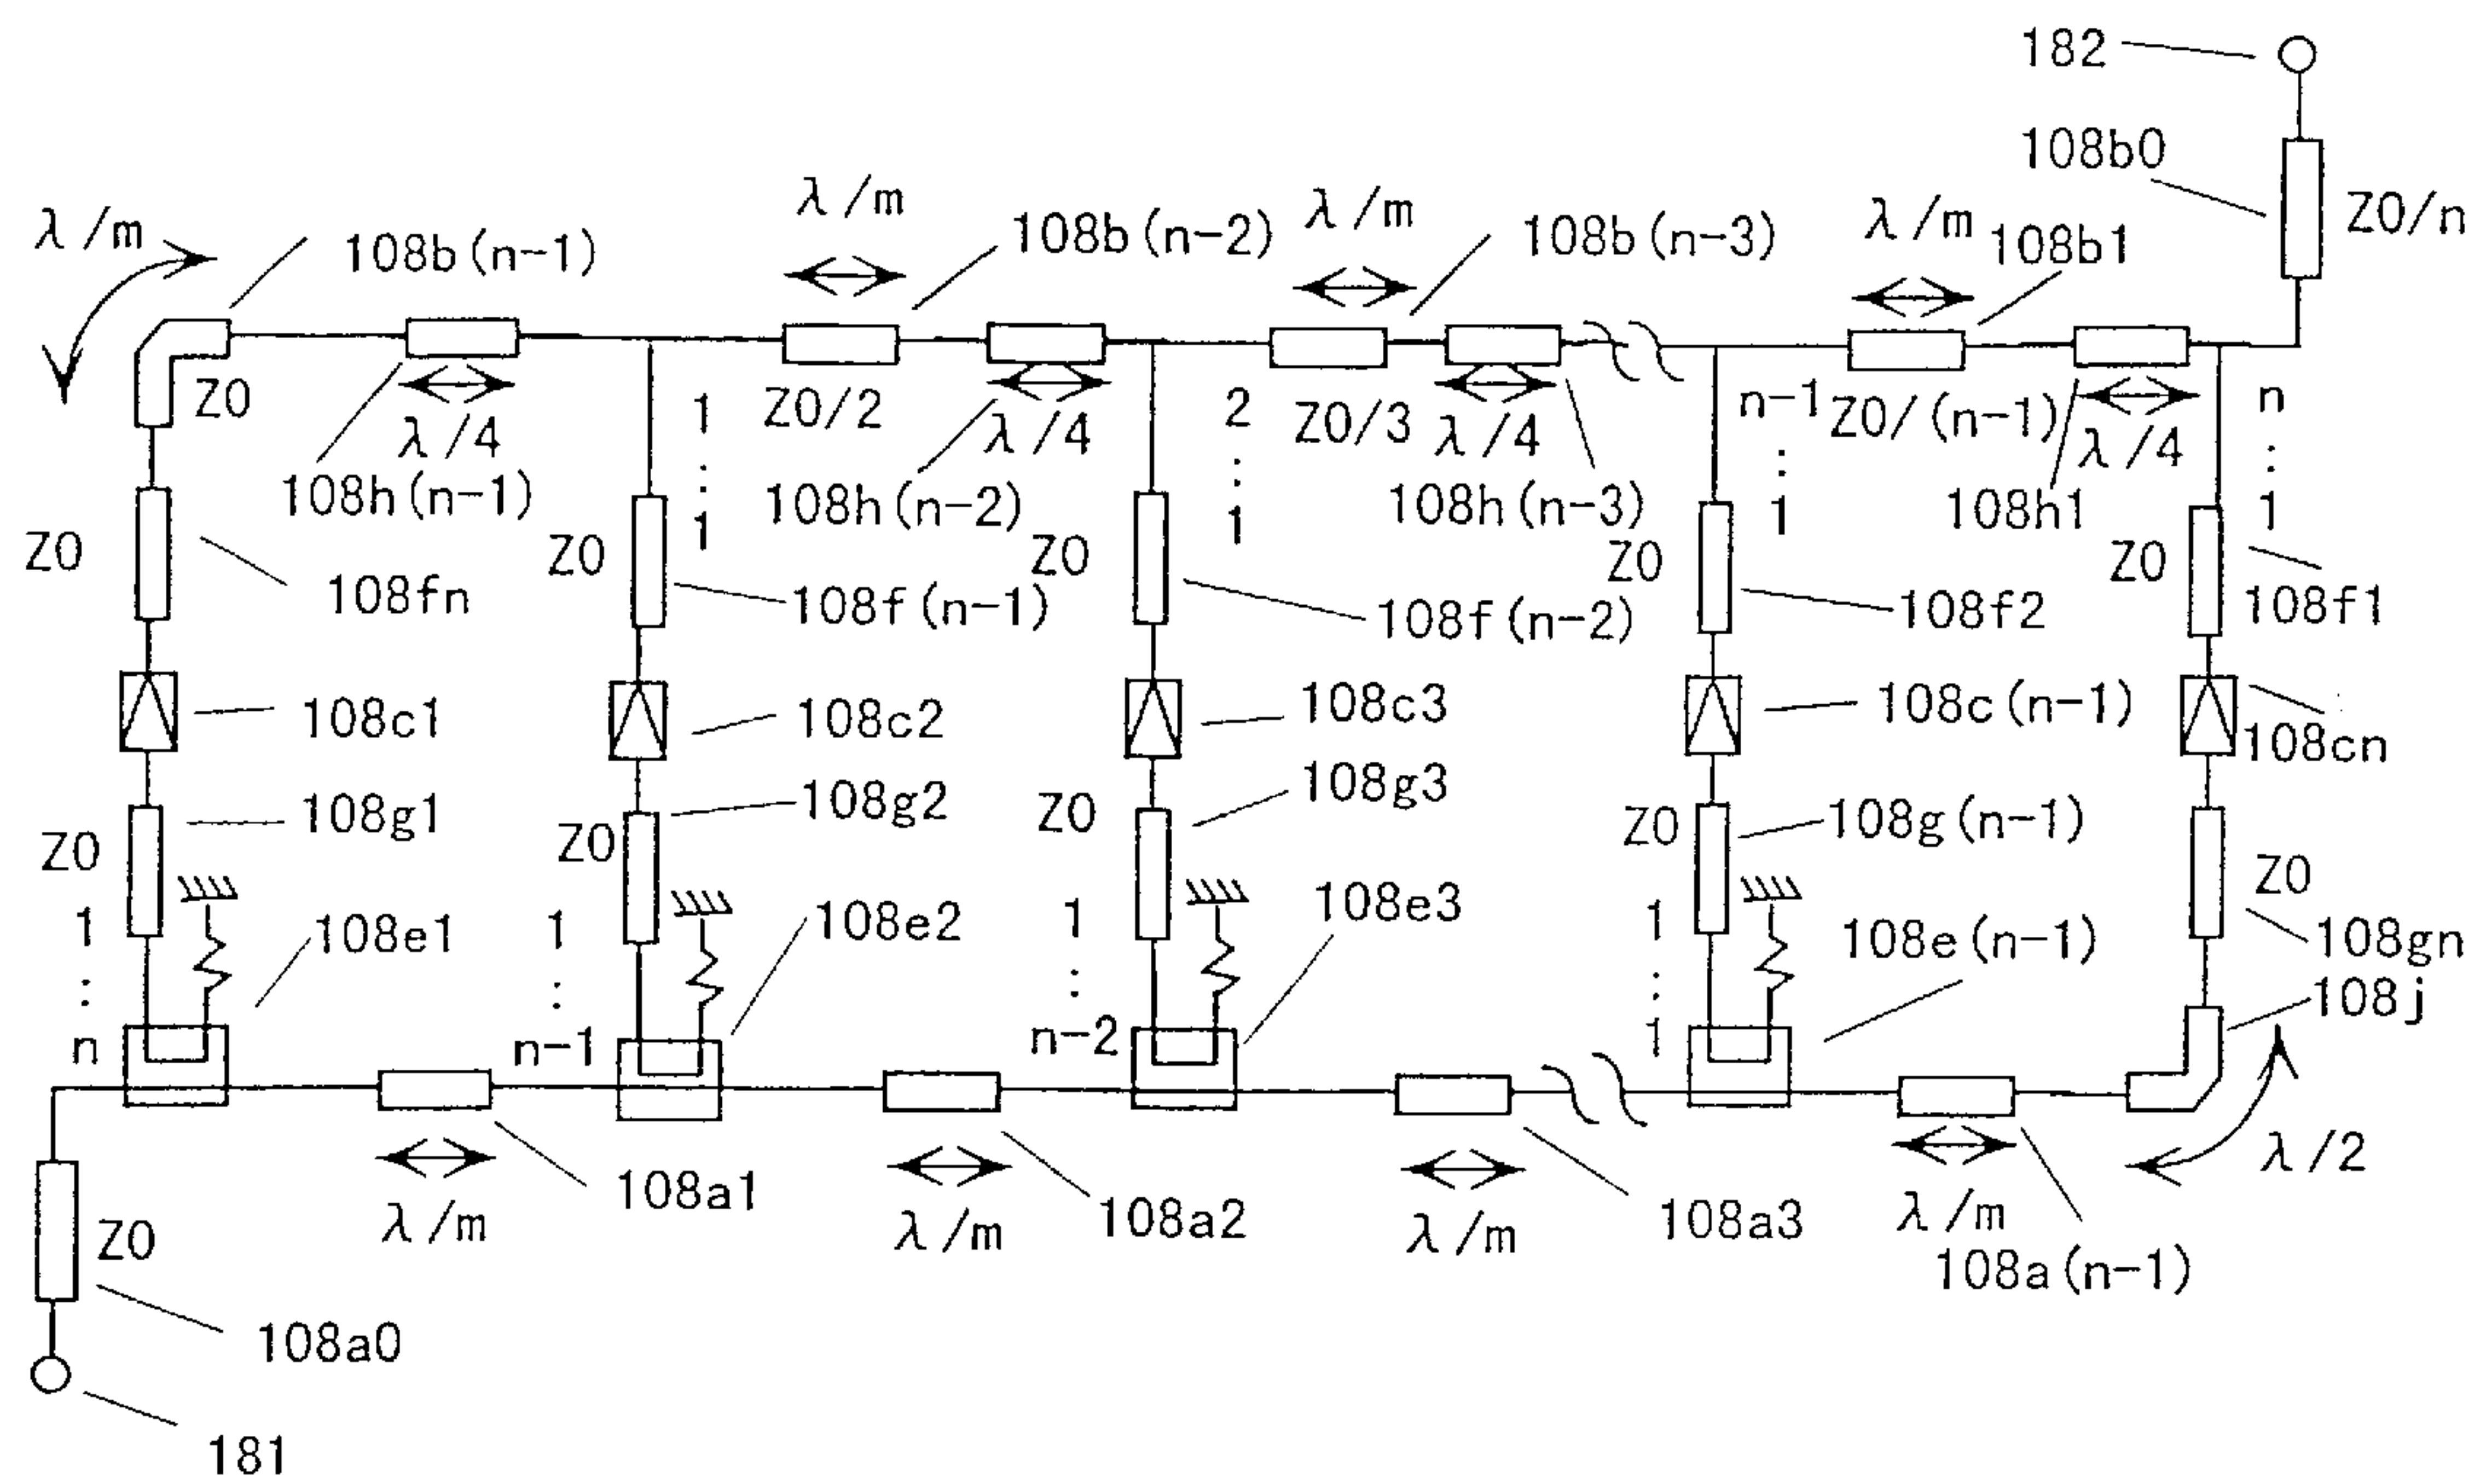 182
108b0
Z0/n
λ/m
108b(n-1)
λ/m
108b(n-2)
λ/m
108b(n-3)
λ/m
108b1
Z0
λ/4
108h(n-1)
1
:
1
Z0/2
λ/4
108h(n-2)
2
:
1
Z0/3
λ/4
108h(n-3)
n-1
:
1
Z0/(n-1)
λ/4
108h1
n
:
1
Z0
108fn
Z0
108f(n-1)
Z0
108f(n-2)
Z0
108f2
Z0
108f1
108c1
108c2
108c3
108c(n-1)
108cn
Z0
108g1
Z0
108g2
Z0
108g3
Z0
108g(n-1)
Z0
108gn
1
:
n
108e1
1
:
n-1
108e2
1
:
n-2
108e3
1
:
1
108e(n-1)
108j
λ/2
λ/m
108a1
λ/m
108a2
λ/m
108a3
λ/m
108a(n-1)
Z0
108a0
181